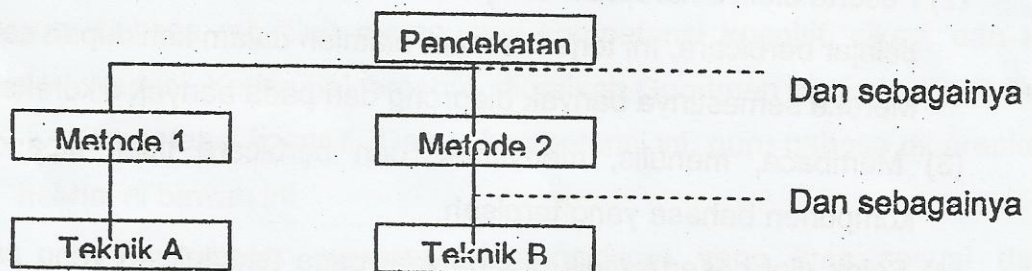 Pendekatan
Dan sebagainya
Metode 1
Metode 2
Dan sebagainya
Teknik A
Teknik B